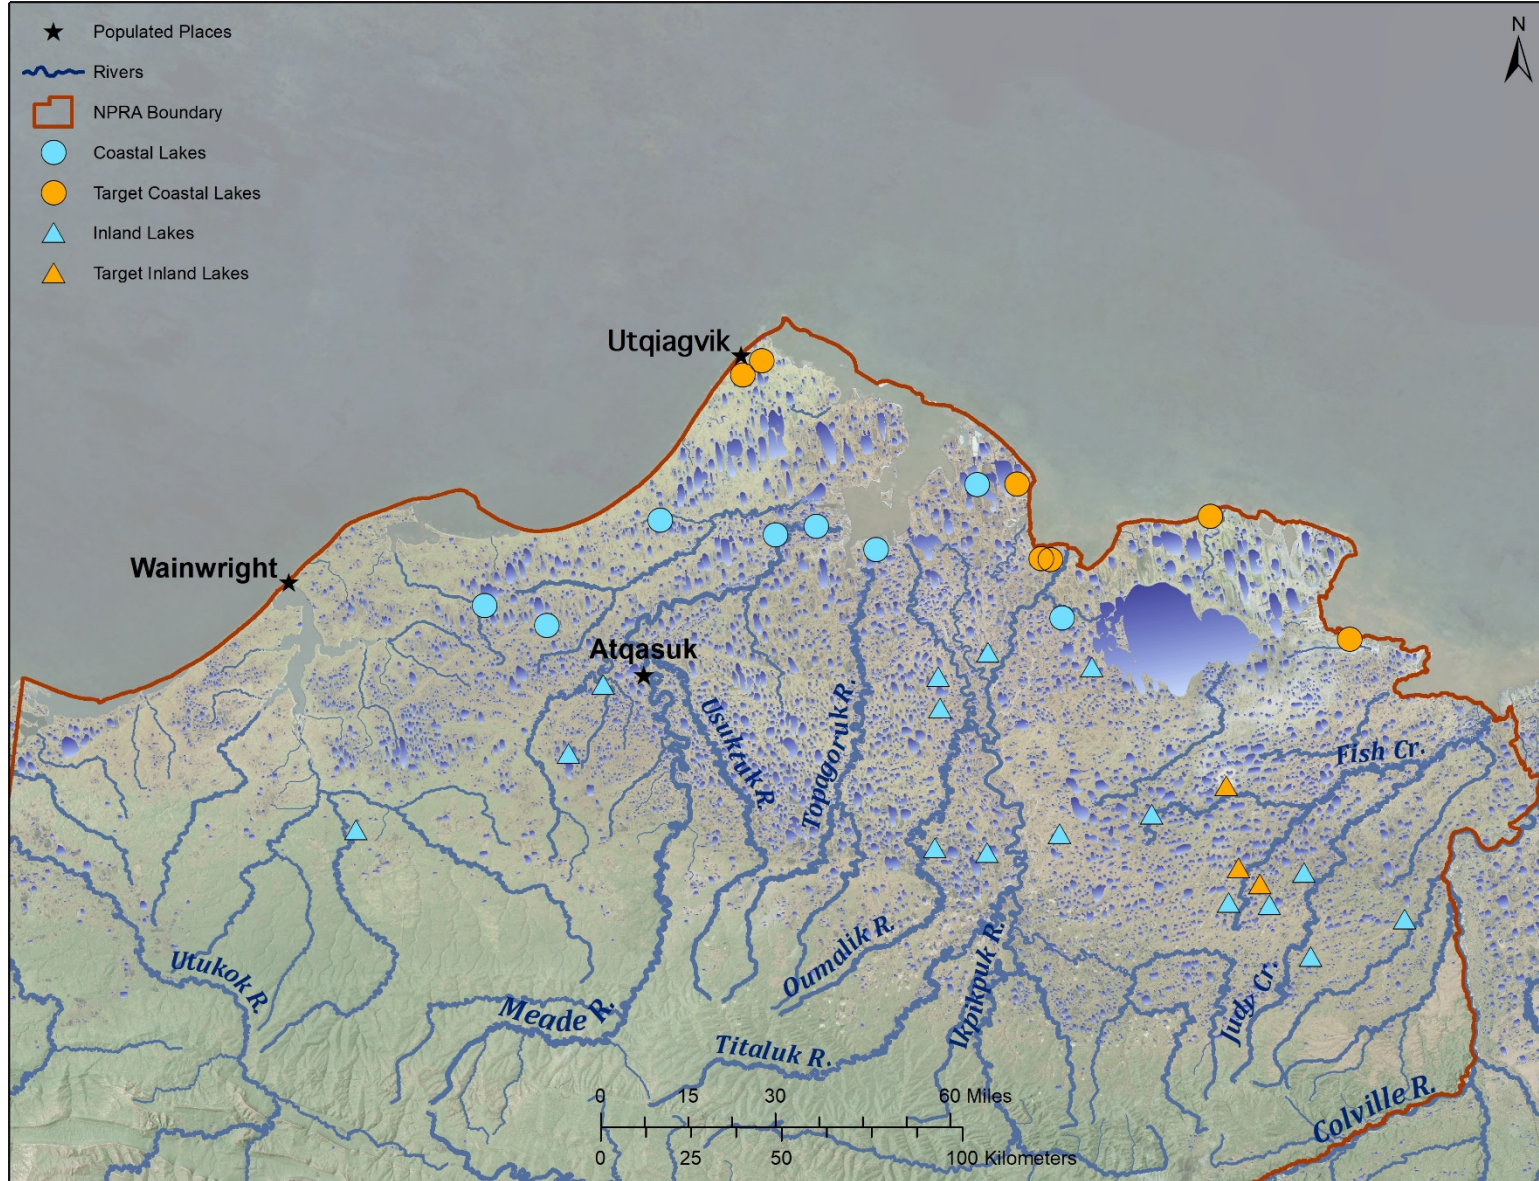 Populated Places
Rivers
NPRA Boundary
Coastal Lakes
Target Coastal Lakes
Inland Lakes
Target Inland Lakes
N
Utqiagvik
Wainwright
Atqasuk
Usuktuk R.
Topagoruk R.
Fish Cr.
Utukok R.
Meade R.
Oumalik R.
Titaluk R.
Ikpikpuk R.
Judy Cr.
Colville R.
0 15 30 60 Miles
0 25 50 100 Kilometers